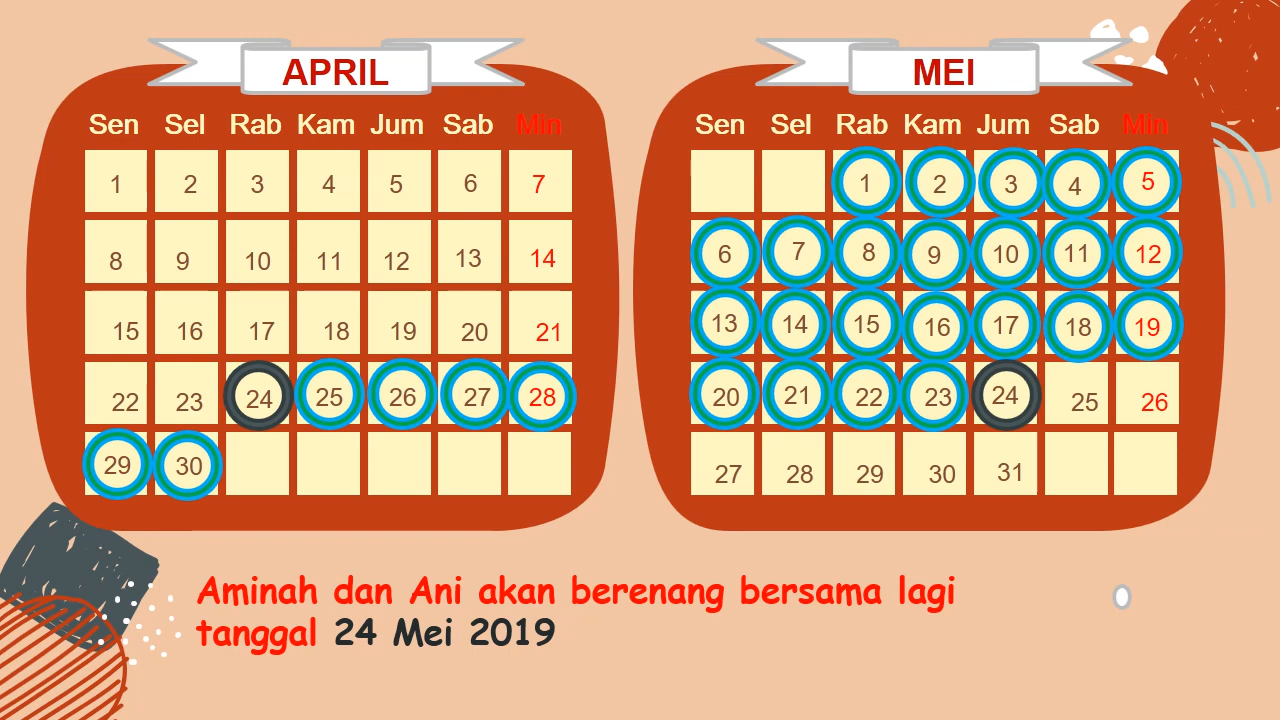 APRIL
Sen Sel Rab Kam Jum Sab Min
1 2 3 4 5 6 7
8 9 10 11 12 13 14
15 16 17 18 19 20 21
22 23 24 25 26 27 28
29 30
MEI
Sen Sel Rab Kam Jum Sab Min
1 2 3 4 5
6 7 8 9 10 11 12
13 14 15 16 17 18 19
20 21 22 23 24 25 26
27 28 29 30 31
Aminah dan Ani akan berenang bersama lagi
tanggal 24 Mei 2019